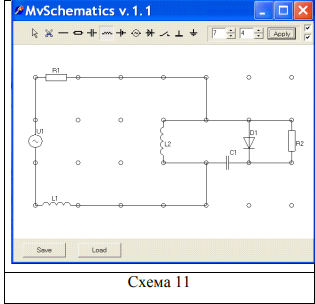 MvSchematics v.1.1
7 4 Apply
R1
U1
D1
L2
R2
C1
L1
Save Load
Схема 11